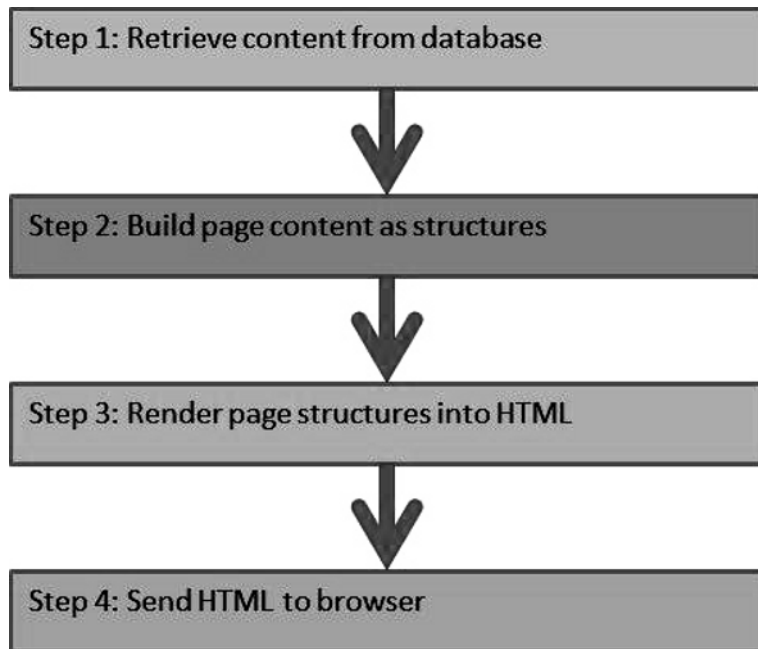 Step 1: Retrieve content from database
Step 2: Build page content as structures
Step 3: Render page structures into HTML
Step 4: Send HTML to browser